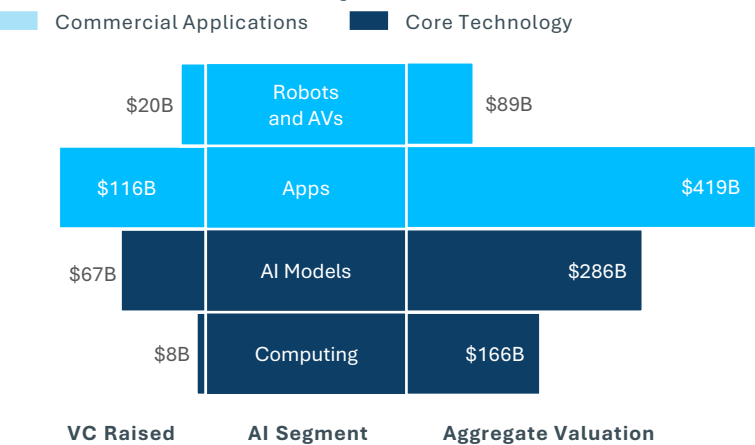 Commercial Applications
Core Technology
$20B
Robots
and AVs
$89B
$116B
Apps
$419B
$67B
AI Models
$286B
$8B
Computing
$166B
VC Raised
AI Segment
Aggregate Valuation